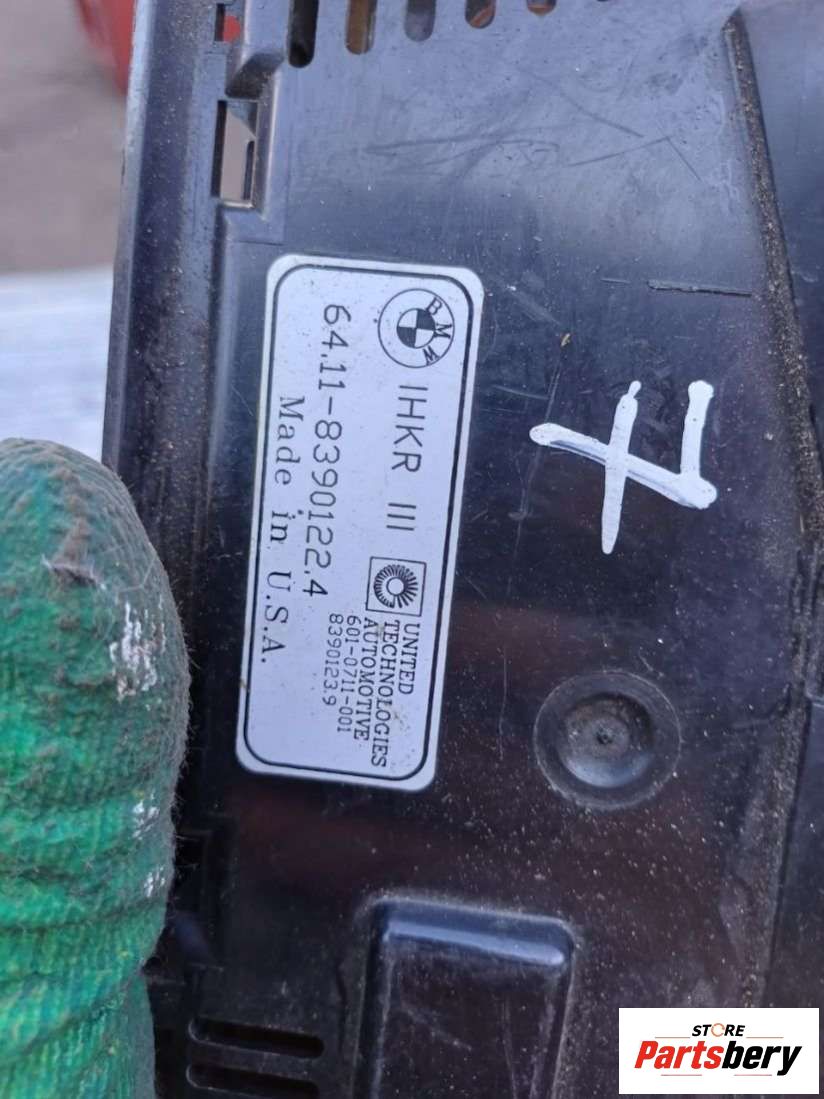 BMW
IHKR III
64.11-8390122.4
Made in U.S.A.
UNITED
TECHNOLOGIES
AUTOMOTIVE
601-0711-001
8390123.9
STORE
Partsbery